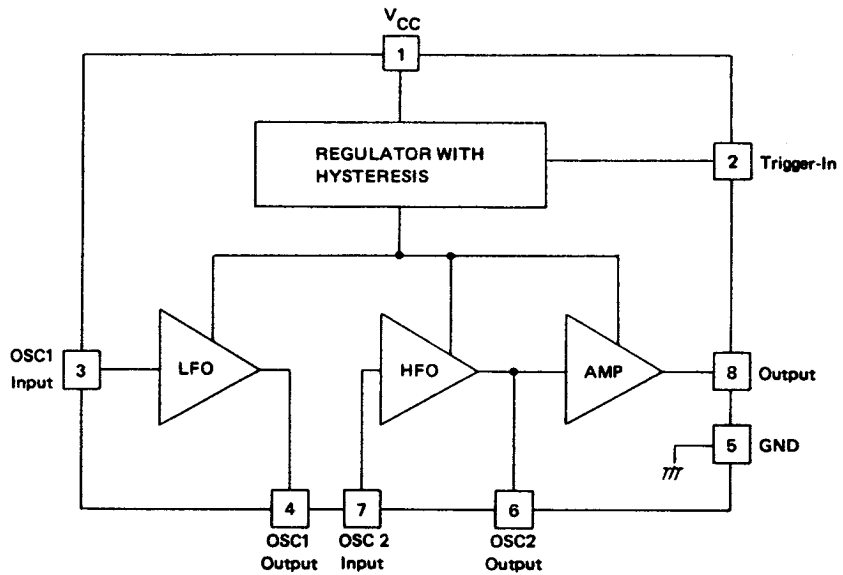 VCC
1
REGULATOR WITH
HYSTERESIS
2
Trigger-In
OSC1
Input
3
LFO
HFO
AMP
8
Output
5
GND
4
7
6
OSC1
Output
OSC 2
Input
OSC2
Output